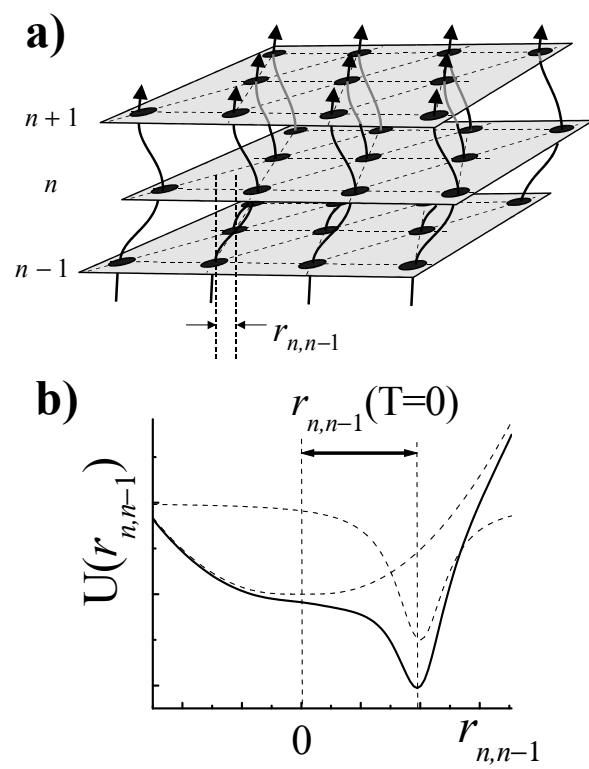 a)
n + 1
n
n − 1
r_{n,n−1}
b)
r_{n,n−1}(T=0)
U(r_{n,n−1})
0
r_{n,n−1}